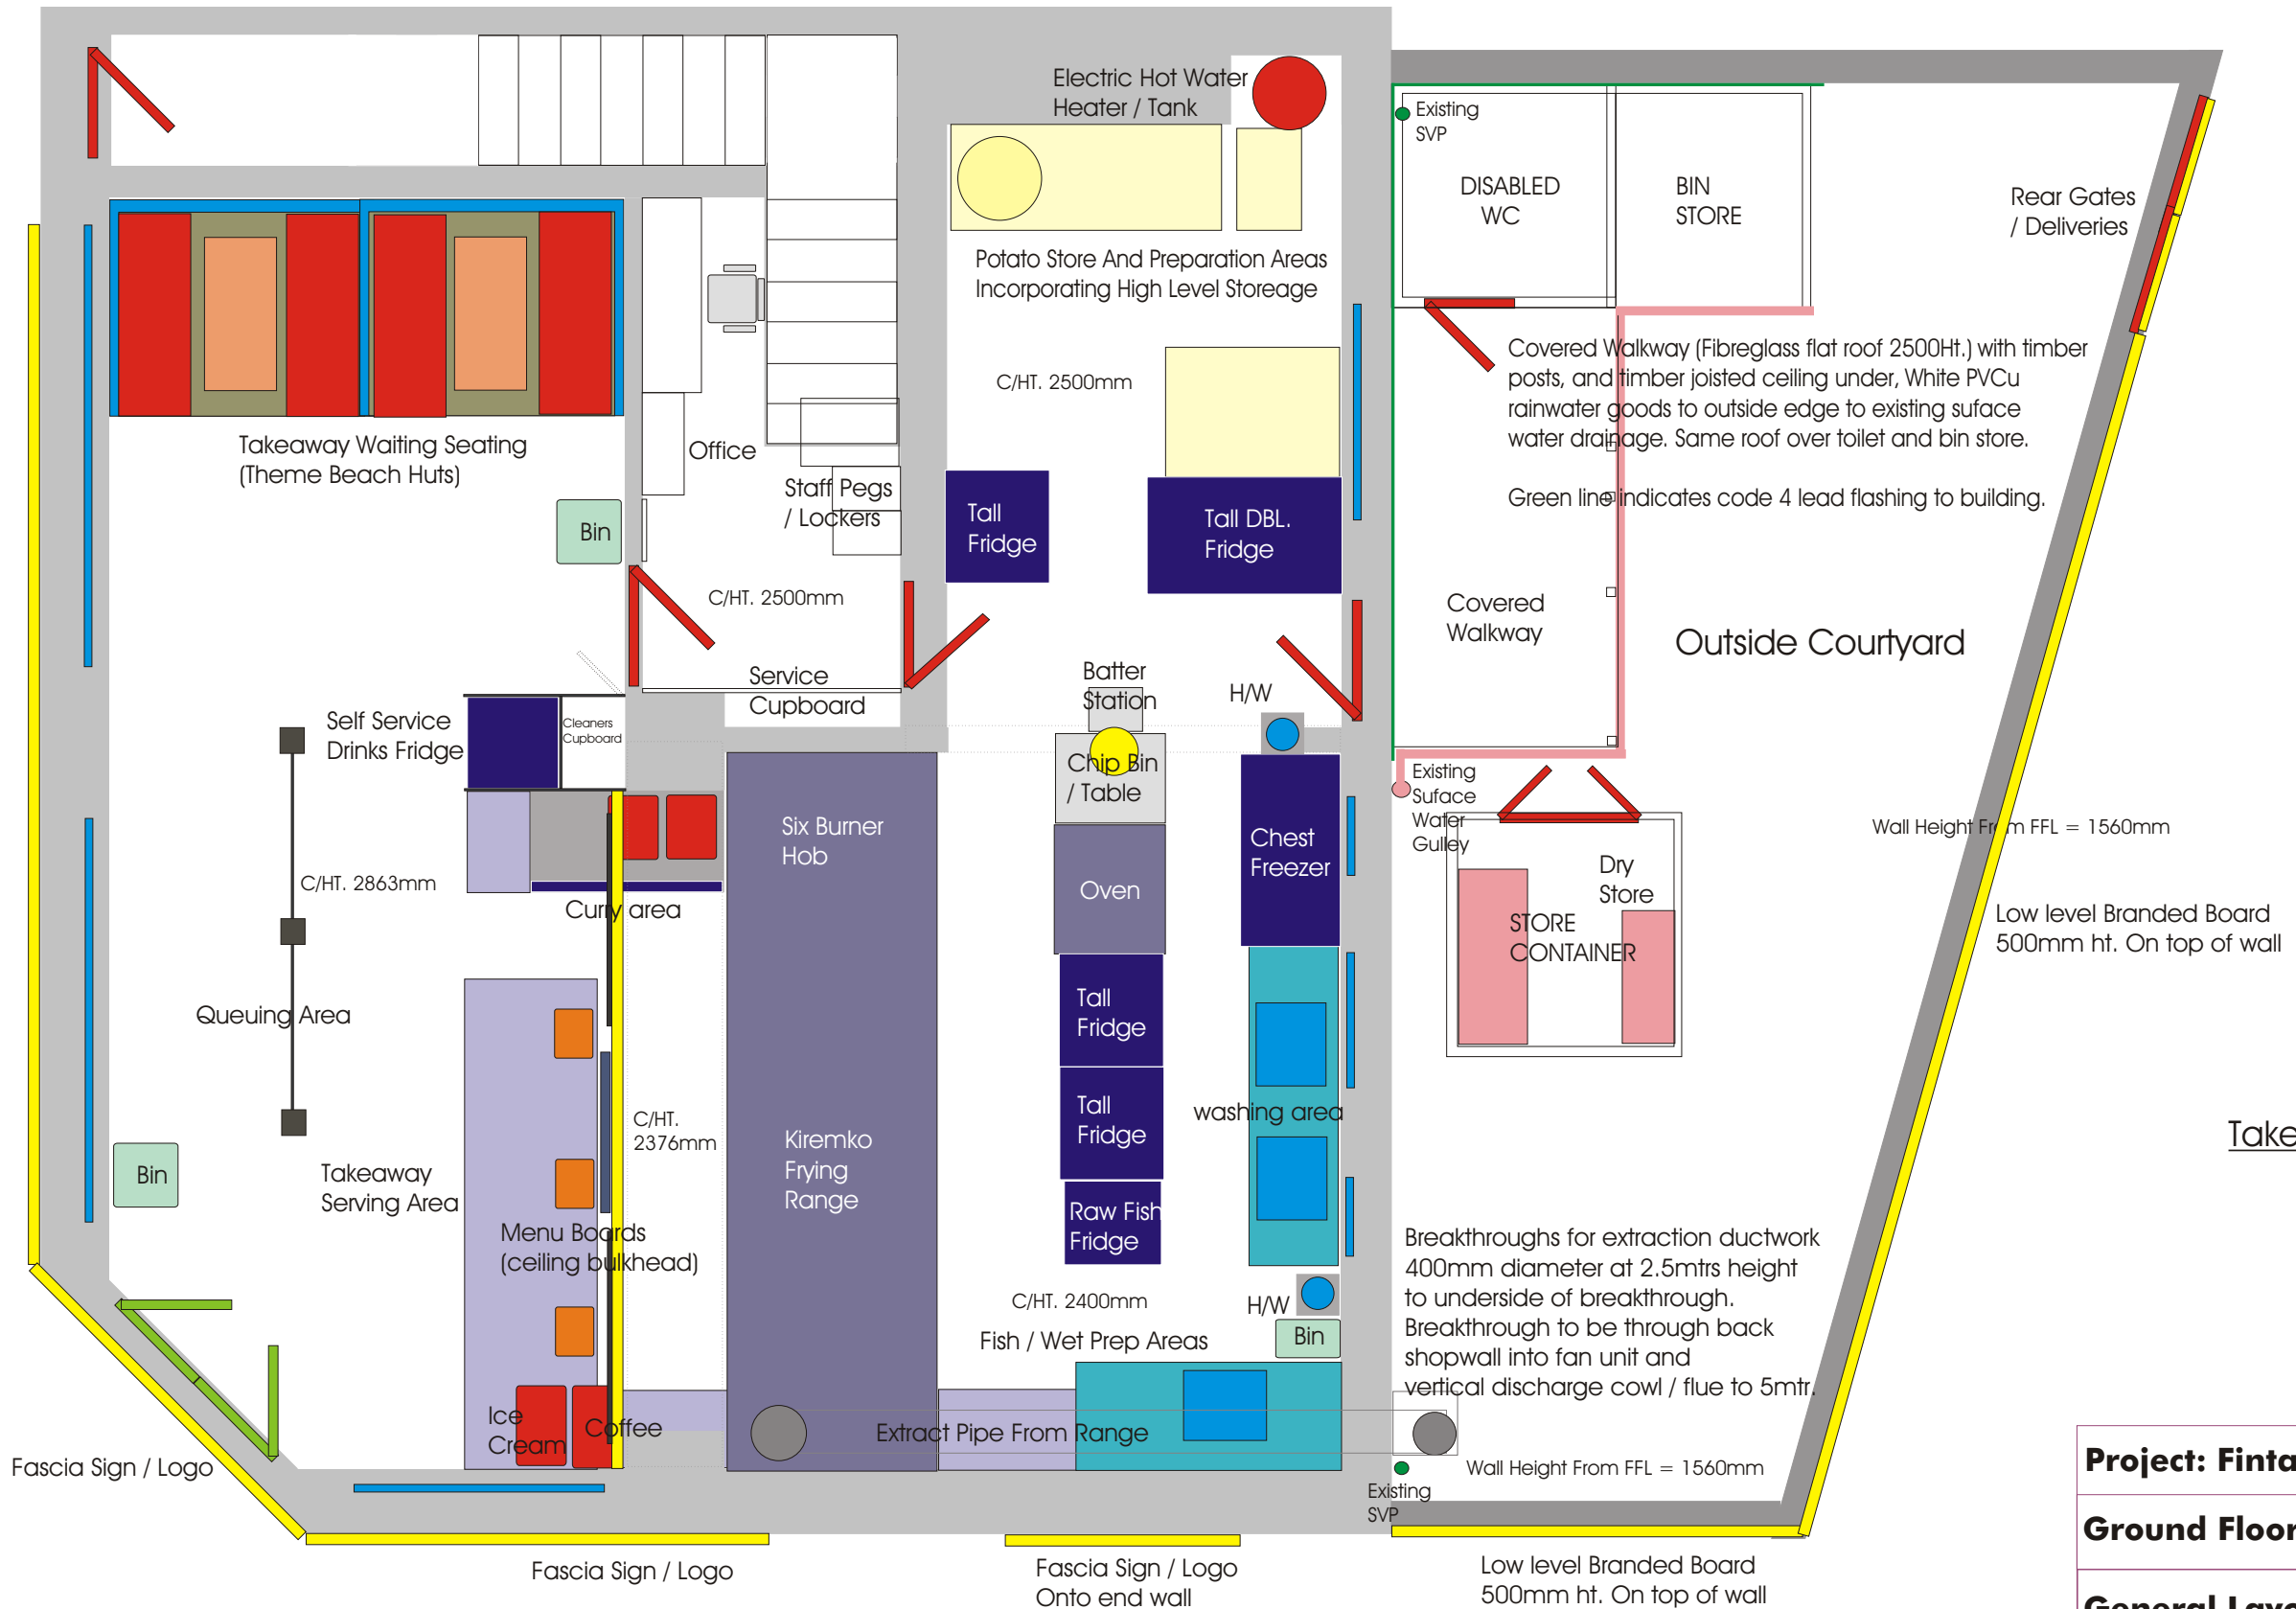 Electric Hot Water
Heater / Tank
Existing
SVP
DISABLED
WC
BIN
STORE
Rear Gates
/ Deliveries
Potato Store And Preparation Areas
Incorporating High Level Storeage
Covered Walkway (Fibreglass flat roof 2500Ht.) with timber
posts, and timber joisted ceiling under, White PVCu
rainwater goods to outside edge to existing suface
water drainage. Same roof over toilet and bin store.
Green line indicates code 4 lead flashing to building.
C/HT. 2500mm
Takeaway Waiting Seating
(Theme Beach Huts)
Office
Staff Pegs
/ Lockers
Bin
Tall
Fridge
Tall DBL.
Fridge
C/HT. 2500mm
Covered
Walkway
Outside Courtyard
Service
Cupboard
Batter
Station
H/W
Self Service
Drinks Fridge
Cleaners
Cupboard
Chip Bin
/ Table
Existing
Suface
Water
Gulley
Six Burner
Hob
Chest
Freezer
Wall Height From FFL = 1560mm
C/HT. 2863mm
Curry area
Oven
Dry
Store
STORE
CONTAINER
Low level Branded Board
500mm ht. On top of wall
Queuing Area
Tall
Fridge
C/HT.
2376mm
Kiremko
Frying
Range
Tall
Fridge
washing area
Take
Bin
Takeaway
Serving Area
Raw Fish
Fridge
Menu Boards
(ceiling bulkhead)
Breakthroughs for extraction ductwork
400mm diameter at 2.5mtrs height
to underside of breakthrough.
Breakthrough to be through back
shopwall into fan unit and
vertical discharge cowl / flue to 5mtr.
C/HT. 2400mm
H/W
Fish / Wet Prep Areas
Bin
Ice
Cream
Coffee
Extract Pipe From Range
Fascia Sign / Logo
Wall Height From FFL = 1560mm
Existing
SVP
Project: Finta
Ground Floor
General Laye
Fascia Sign / Logo
Fascia Sign / Logo
Onto end wall
Low level Branded Board
500mm ht. On top of wall